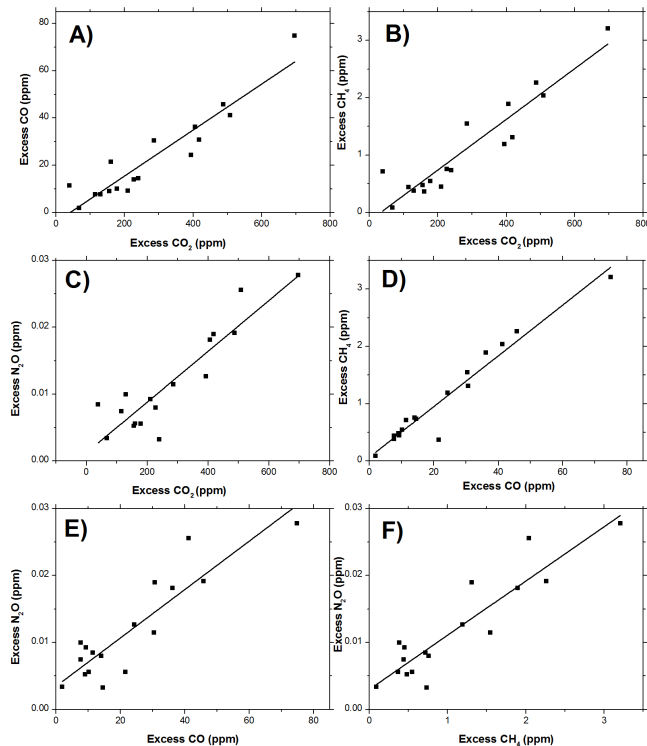 A)
80
60
40
20
0
Excess CO (ppm)
0 200 400 600 800
Excess CO2 (ppm)
B)
3
2
1
0
Excess CH4 (ppm)
0 200 400 600 800
Excess CO2 (ppm)
C)
0.03
0.02
0.01
0.00
Excess N2O (ppm)
0 200 400 600 800
Excess CO2 (ppm)
D)
3
2
1
0
Excess CH4 (ppm)
0 20 40 60 80
Excess CO (ppm)
E)
0.03
0.02
0.01
0.00
Excess N2O (ppm)
0 20 40 60 80
Excess CO (ppm)
F)
0.03
0.02
0.01
0.00
Excess N2O (ppm)
0 1 2 3
Excess CH4 (ppm)